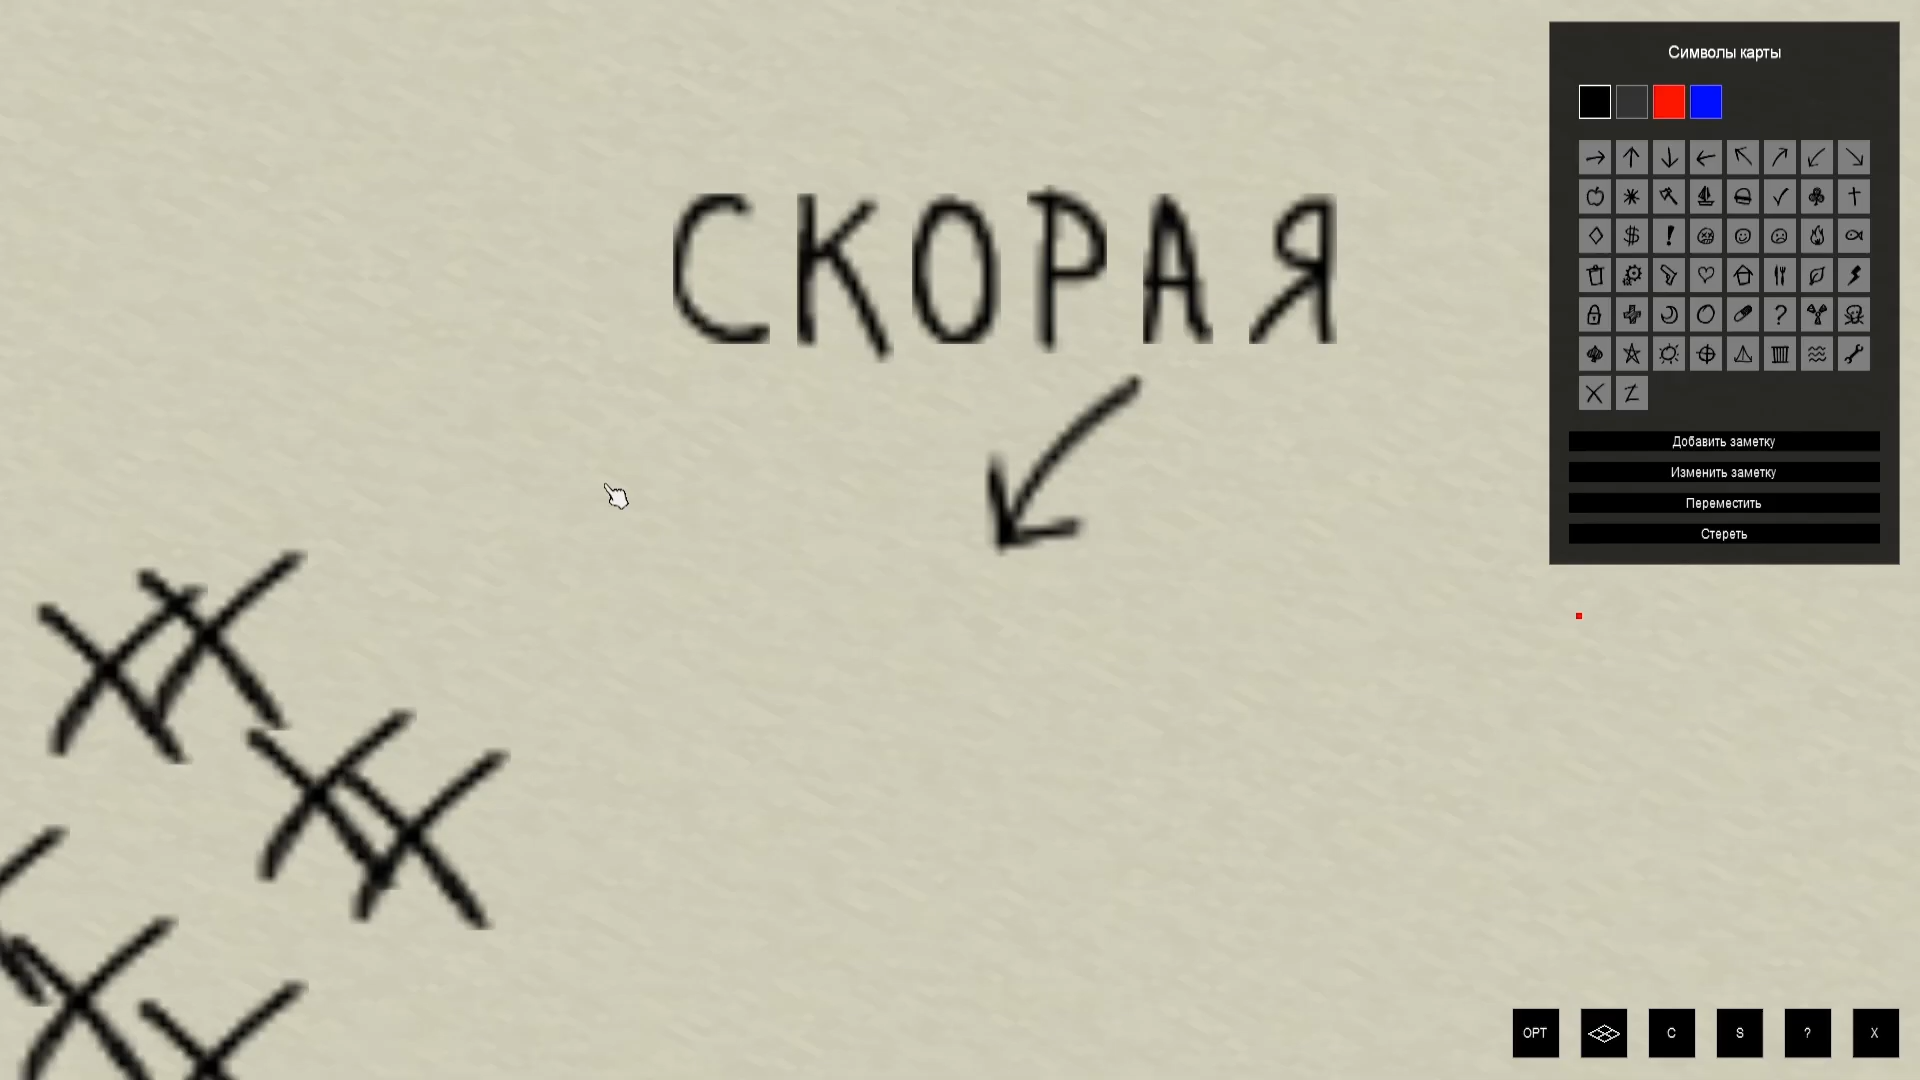 Символы карты
СКОРАЯ
Добавить заметку
Изменить заметку
Переместить
Стереть
OPT
C
S
?
X